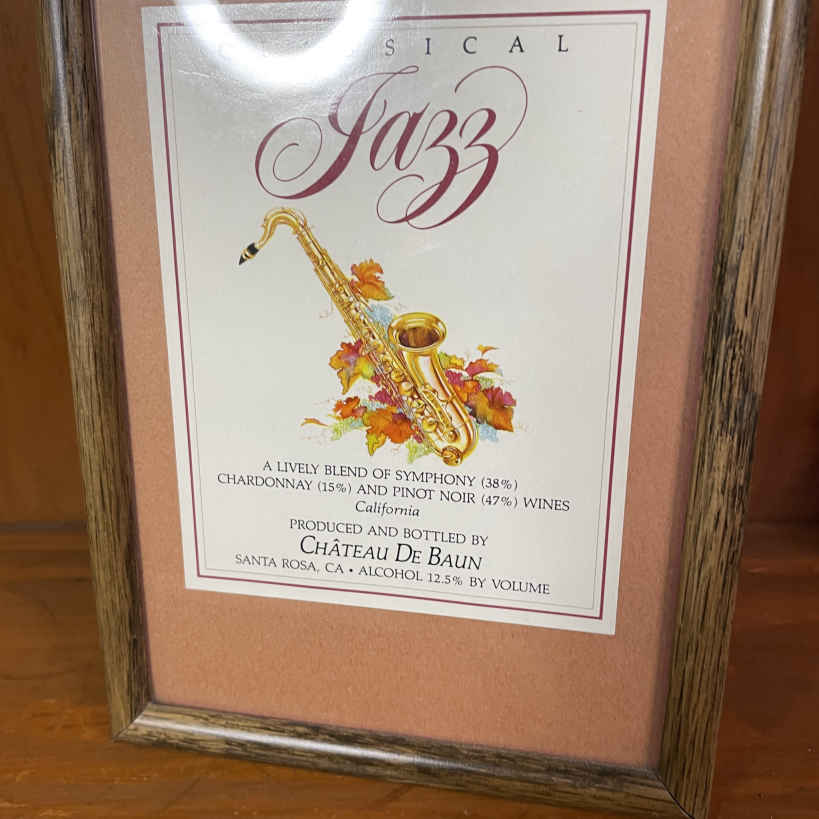 SICAL
Jazz
A LIVELY BLEND OF SYMPHONY (38%)
CHARDONNAY (15%) AND PINOT NOIR (47%) WINES
California
PRODUCED AND BOTTLED BY
CHÂTEAU DE BAUN
SANTA ROSA, CA • ALCOHOL 12.5% BY VOLUME